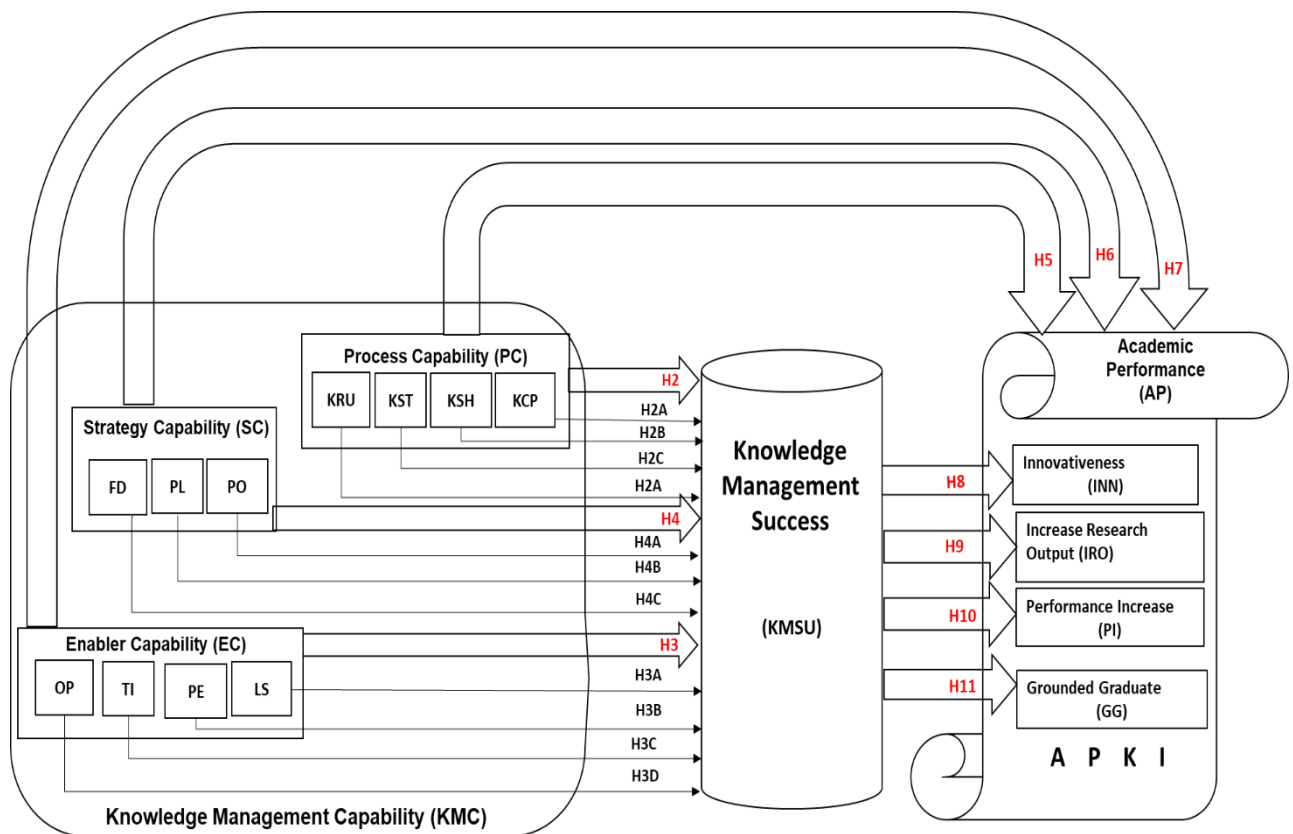 H5
H6
H7
Process Capability (PC)
KRU
KST
KSH
KCP
H2
H2A
H2B
H2C
H2A
Strategy Capability (SC)
FD
PL
PO
H4
H4A
H4B
H4C
Enabler Capability (EC)
OP
TI
PE
LS
H3
H3A
H3B
H3C
H3D
Knowledge Management Capability (KMC)
Knowledge
Management
Success
(KMSU)
H8
H9
H10
H11
Academic
Performance
(AP)
Innovativeness
(INN)
Increase Research
Output (IRO)
Performance Increase
(PI)
Grounded Graduate
(GG)
A P K I